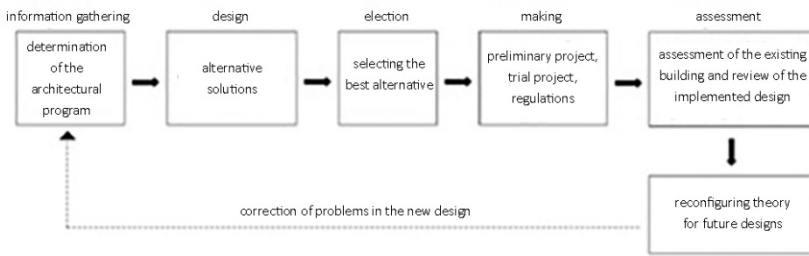 information gathering
design
election
making
assessment
determination
of the
architectural
program
alternative
solutions
selecting the
best alternative
preliminary project,
trial project,
regulations
assessment of the existing
building and review of the
implemented design
reconfiguring theory
for future designs
correction of problems in the new design